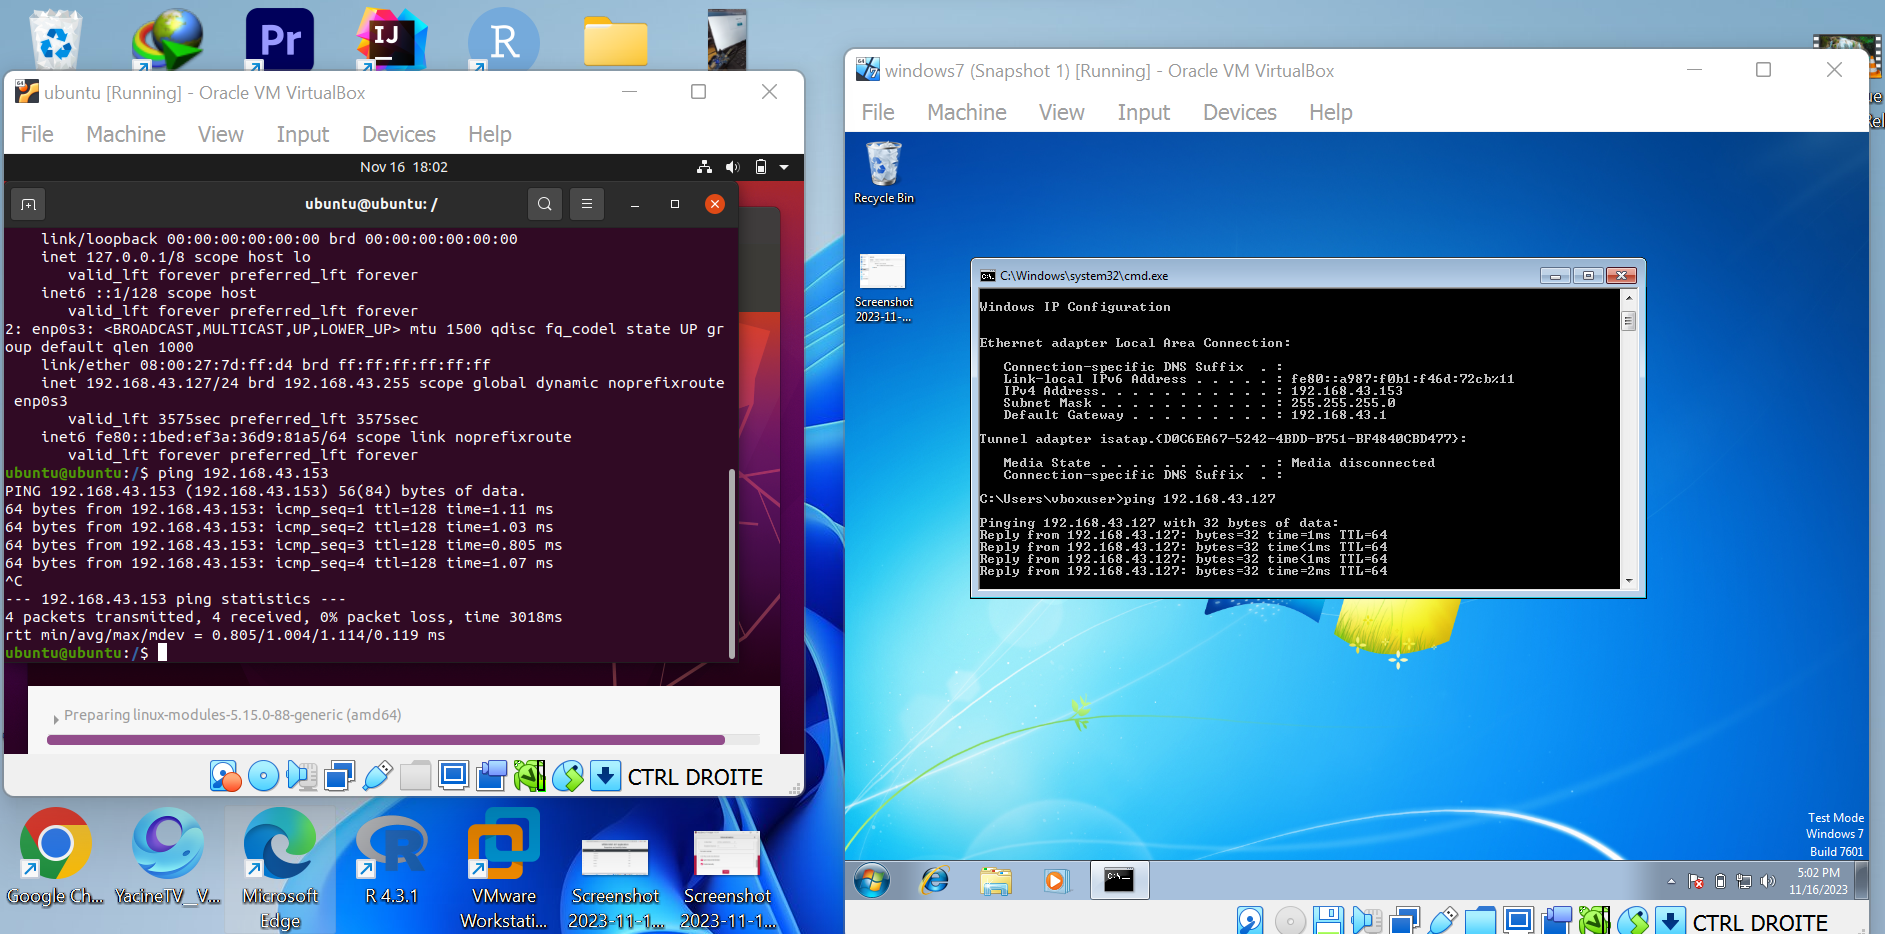 Pr
IJ
R
ubuntu [Running] - Oracle VM VirtualBox
File Machine View Input Devices Help
Nov 16 18:02
ubuntu@ubuntu: /
link/loopback 00:00:00:00:00:00 brd 00:00:00:00:00:00
inet 127.0.0.1/8 scope host lo
valid_lft forever preferred_lft forever
inet6 ::1/128 scope host
valid_lft forever preferred_lft forever
2: enp0s3: <BROADCAST,MULTICAST,UP,LOWER_UP> mtu 1500 qdisc fq_codel state UP gr
oup default qlen 1000
link/ether 08:00:27:7d:ff:d4 brd ff:ff:ff:ff:ff:ff
inet 192.168.43.127/24 brd 192.168.43.255 scope global dynamic noprefixroute
enp0s3
valid_lft 3575sec preferred_lft 3575sec
inet6 fe80::1bed:ef3a:36d9:81a5/64 scope link noprefixroute
valid_lft forever preferred_lft forever
ubuntu@ubuntu:/$ ping 192.168.43.153
PING 192.168.43.153 (192.168.43.153) 56(84) bytes of data.
64 bytes from 192.168.43.153: icmp_seq=1 ttl=128 time=1.11 ms
64 bytes from 192.168.43.153: icmp_seq=2 ttl=128 time=1.03 ms
64 bytes from 192.168.43.153: icmp_seq=3 ttl=128 time=0.805 ms
64 bytes from 192.168.43.153: icmp_seq=4 ttl=128 time=1.07 ms
^C
--- 192.168.43.153 ping statistics ---
4 packets transmitted, 4 received, 0% packet loss, time 3018ms
rtt min/avg/max/mdev = 0.805/1.004/1.114/0.119 ms
ubuntu@ubuntu:/$
Preparing linux-modules-5.15.0-88-generic (amd64)
CTRL DROITE
Google Ch...
YacineTV__V...
Microsoft
Edge
R 4.3.1
VMware
Workstati...
Screenshot
2023-11-1...
Screenshot
2023-11-1...
windows7 (Snapshot 1) [Running] - Oracle VM VirtualBox
File Machine View Input Devices Help
Recycle Bin
Screenshot
2023-11-...
C:\Windows\system32\cmd.exe
Windows IP Configuration
Ethernet adapter Local Area Connection:
Connection-specific DNS Suffix . :
Link-local IPv6 Address . . . . . : fe80::a987:f0b1:f46d:72cb%11
IPv4 Address. . . . . . . . . . . : 192.168.43.153
Subnet Mask . . . . . . . . . . . : 255.255.255.0
Default Gateway . . . . . . . . . : 192.168.43.1
Tunnel adapter isatap.{D0C6EA67-5242-4BDD-B751-BF4840CBD477}:
Media State . . . . . . . . . . . : Media disconnected
Connection-specific DNS Suffix . :
C:\Users\vboxuser>ping 192.168.43.127
Pinging 192.168.43.127 with 32 bytes of data:
Reply from 192.168.43.127: bytes=32 time=1ms TTL=64
Reply from 192.168.43.127: bytes=32 time<1ms TTL=64
Reply from 192.168.43.127: bytes=32 time<1ms TTL=64
Reply from 192.168.43.127: bytes=32 time=2ms TTL=64
Test Mode
Windows 7
Build 7601
5:02 PM
11/16/2023
CTRL DROITE